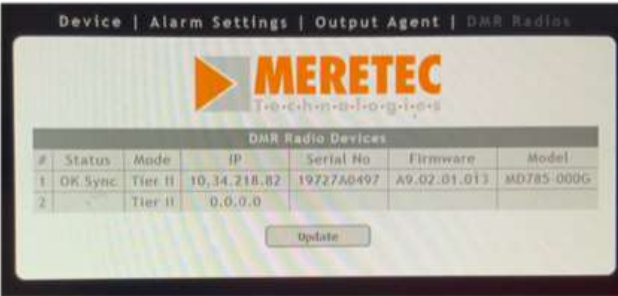 Device | Alarm Settings | Output Agent | DMR Radios
MERETEC
T·e·c·h·n·o·l·o·g·i·e·s
DMR Radio Devices
# Status Mode IP Serial No Firmware Model
1 OK Sync Tier II 10.34.218.82 19727A0497 A9.02.01.013 MD785-000G
2 - Tier II 0.0.0.0
Update